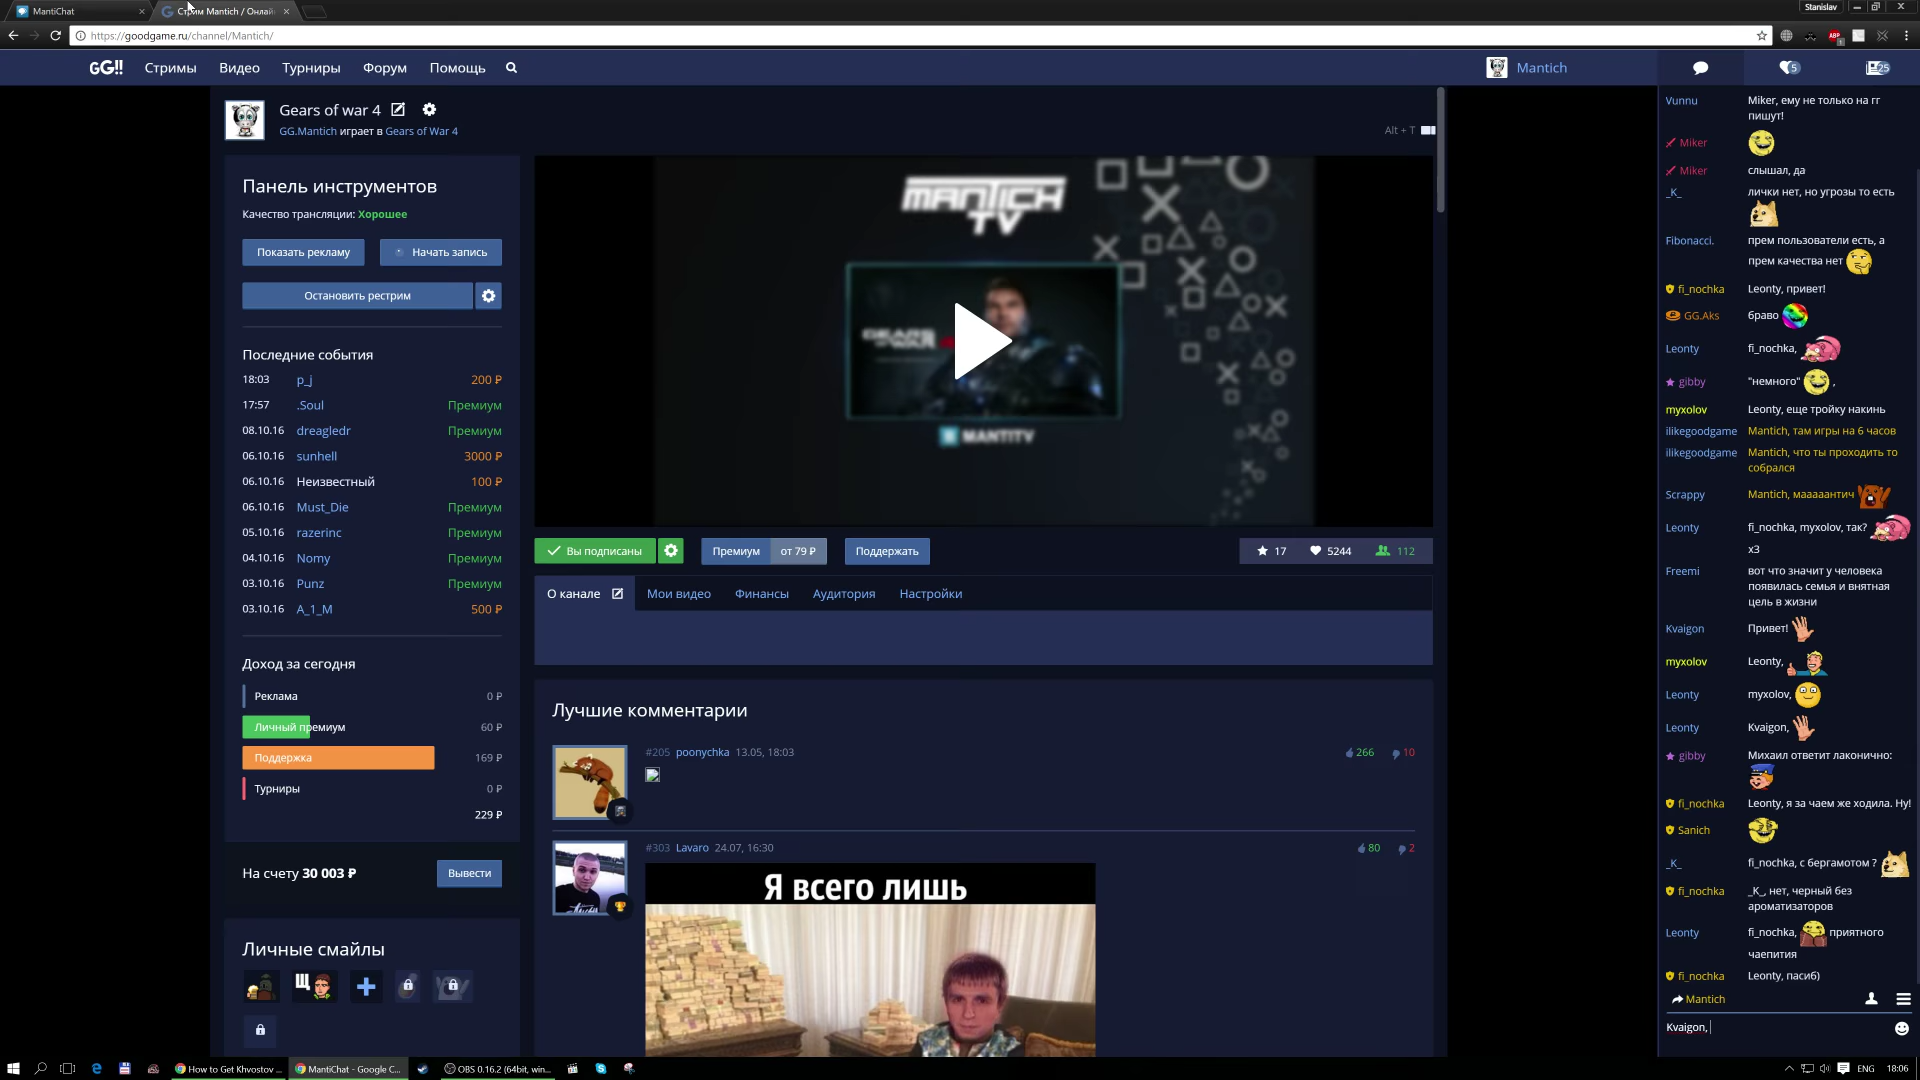 MantiChat
Стрим Mantich / Онлай
Stanislav
https://goodgame.ru/channel/Mantich/
GG!!
Стримы
Видео
Турниры
Форум
Помощь
Mantich
5
25
Gears of war 4
GG.Mantich играет в Gears of War 4
Alt + T
Панель инструментов
Качество трансляции: Хорошее
Показать рекламу
Начать запись
Остановить рестрим
Последние события
18:03 p_j 200 ₽
17:57 .Soul Премиум
08.10.16 dreagledr Премиум
06.10.16 sunhell 3000 ₽
06.10.16 Неизвестный 100 ₽
06.10.16 Must_Die Премиум
05.10.16 razerinc Премиум
04.10.16 Nomy Премиум
03.10.16 Punz Премиум
03.10.16 A_1_M 500 ₽
Доход за сегодня
Реклама 0 ₽
Личный премиум 60 ₽
Поддержка 169 ₽
Турниры 0 ₽
229 ₽
На счету 30 003 ₽
Вывести
Личные смайлы
Щ
MANTICH
TV
GEARS
WAR
MANTITV
Вы подписаны
Премиум от 79 ₽
Поддержать
17 5244 112
О канале
Мои видео
Финансы
Аудитория
Настройки
Лучшие комментарии
#205 poonychka 13.05, 18:03
266 10
#303 Lavaro 24.07, 16:30
80 2
Я всего лишь
Vunnu Miker, ему не только на гг
пишут!
Miker
Miker слышал, да
_K_ лички нет, но угрозы то есть
Fibonacci. прем пользователи есть, а
прем качества нет
fi_nochka Leonty, привет!
GG.Aks браво
Leonty fi_nochka,
gibby "немного" ,
myxolov Leonty, еще тройку накинь
ilikegoodgame Mantich, там игры на 6 часов
ilikegoodgame Mantich, что ты проходить то
собрался
Scrappy Mantich, мааааантич
Leonty fi_nochka, myxolov, так?
хз
Freemi вот что значит у человека
появилась семья и внятная
цель в жизни
Kvaigon Привет!
myxolov Leonty,
Leonty myxolov,
Leonty Kvaigon,
gibby Михаил ответит лаконично:
fi_nochka Leonty, я за чаем же ходила. Ну!
Sanich
_K_ fi_nochka, с бергамотом ?
fi_nochka _K_, нет, черный без
ароматизаторов
Leonty fi_nochka, приятного
чаепития
fi_nochka Leonty, пасиб)
Mantich
Kvaigon,
How to Get Khvostov ...
MantiChat - Google C...
OBS 0.16.2 (64bit, win...
ENG
18:06